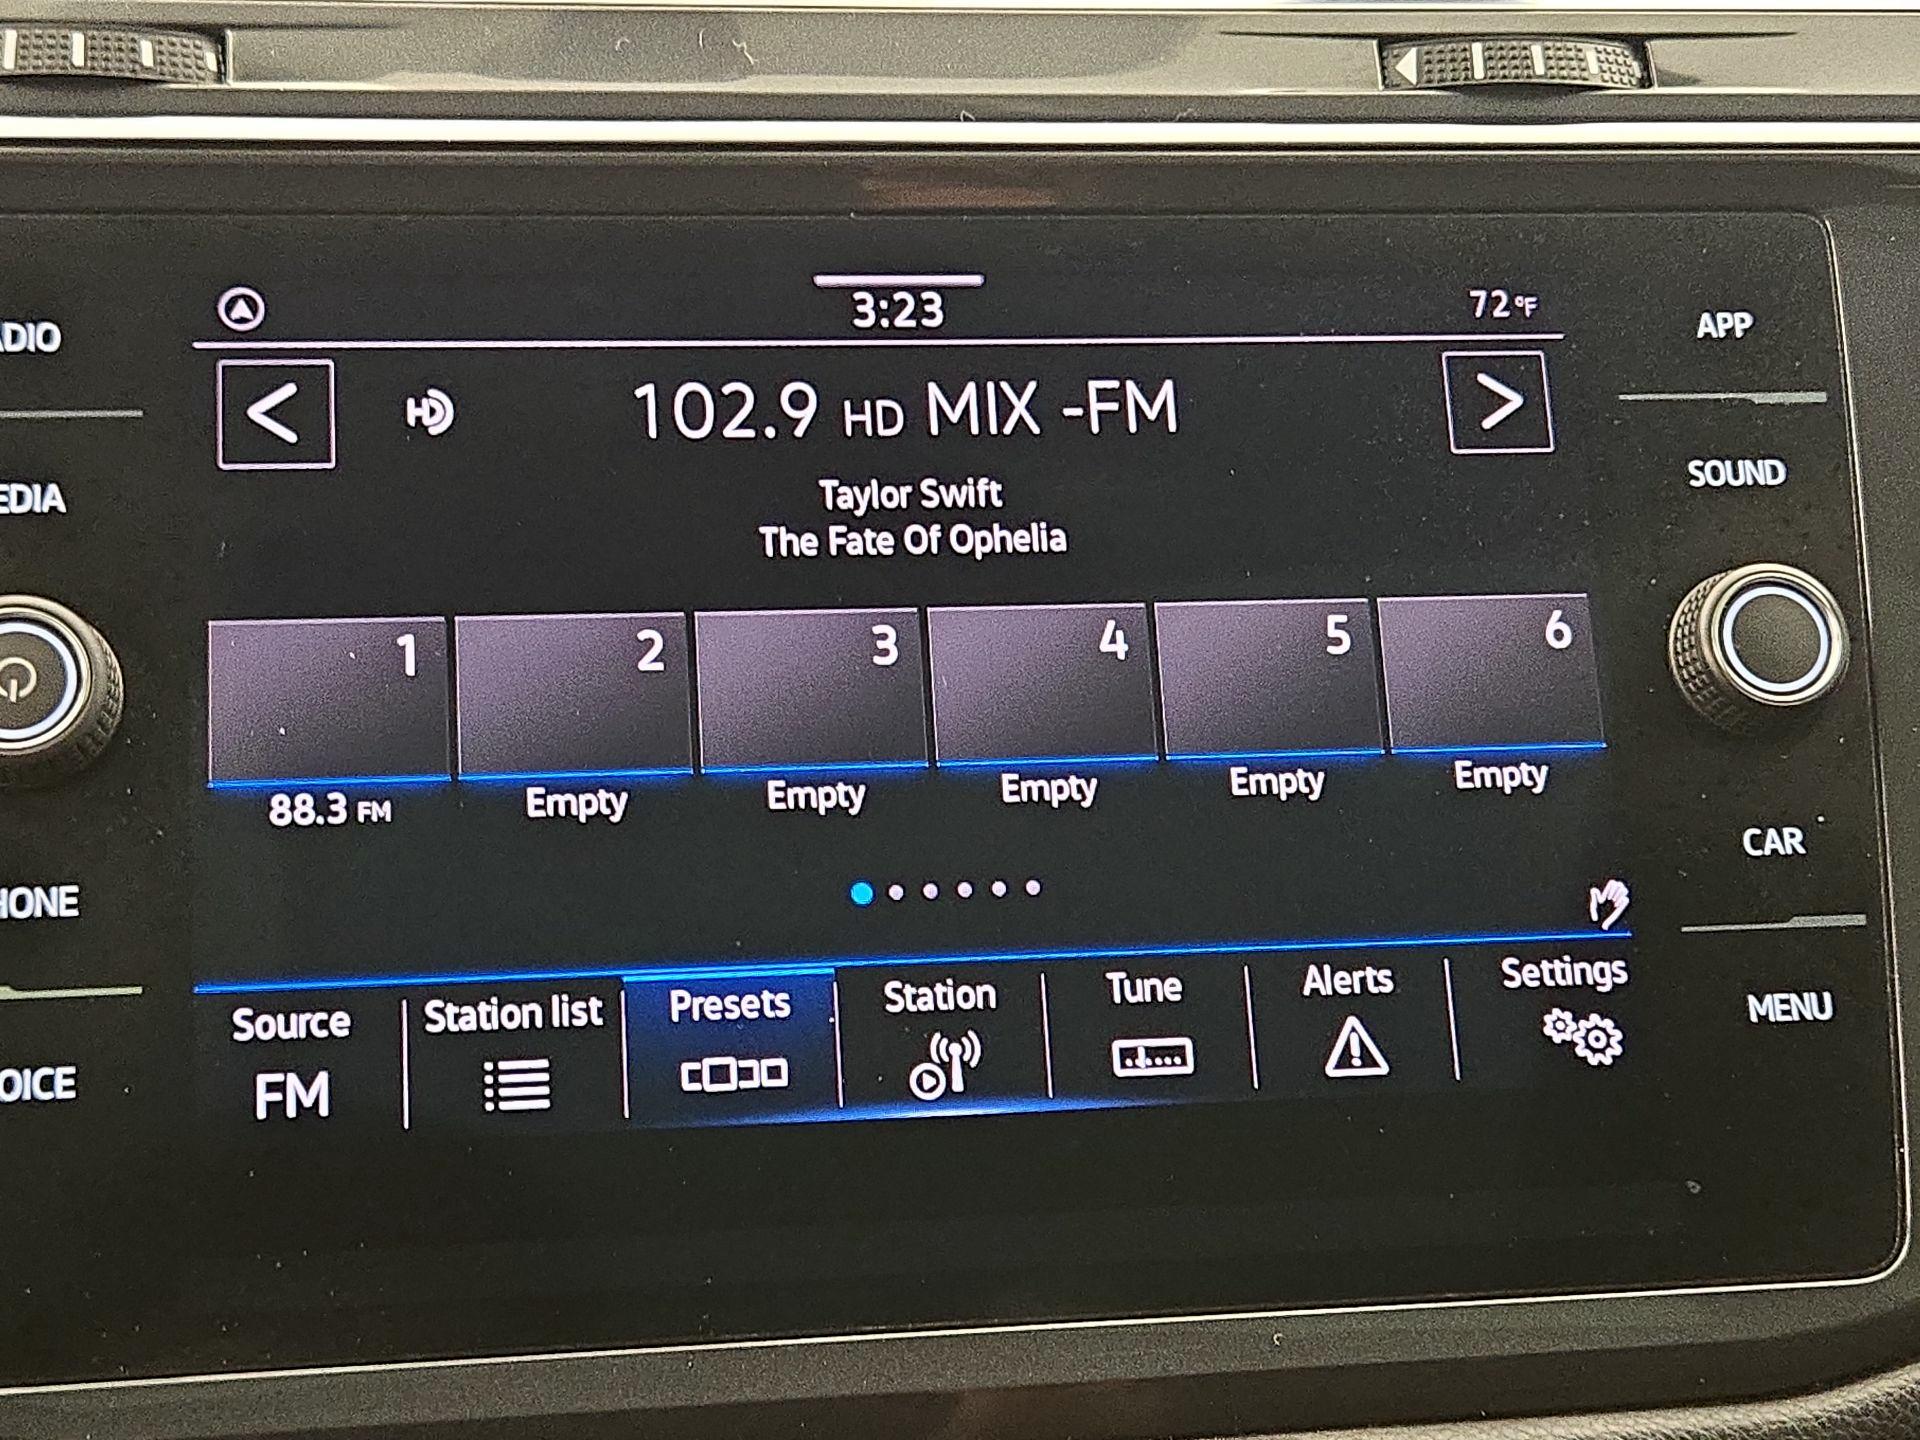 3:23
72°F
HD
102.9 HD MIX -FM
Taylor Swift
The Fate Of Ophelia
1 2 3 4 5 6
88.3 FM Empty Empty Empty Empty Empty
Source Station list Presets Station Tune Alerts Settings
FM
ADIO
EDIA
HONE
OICE
APP
SOUND
CAR
MENU